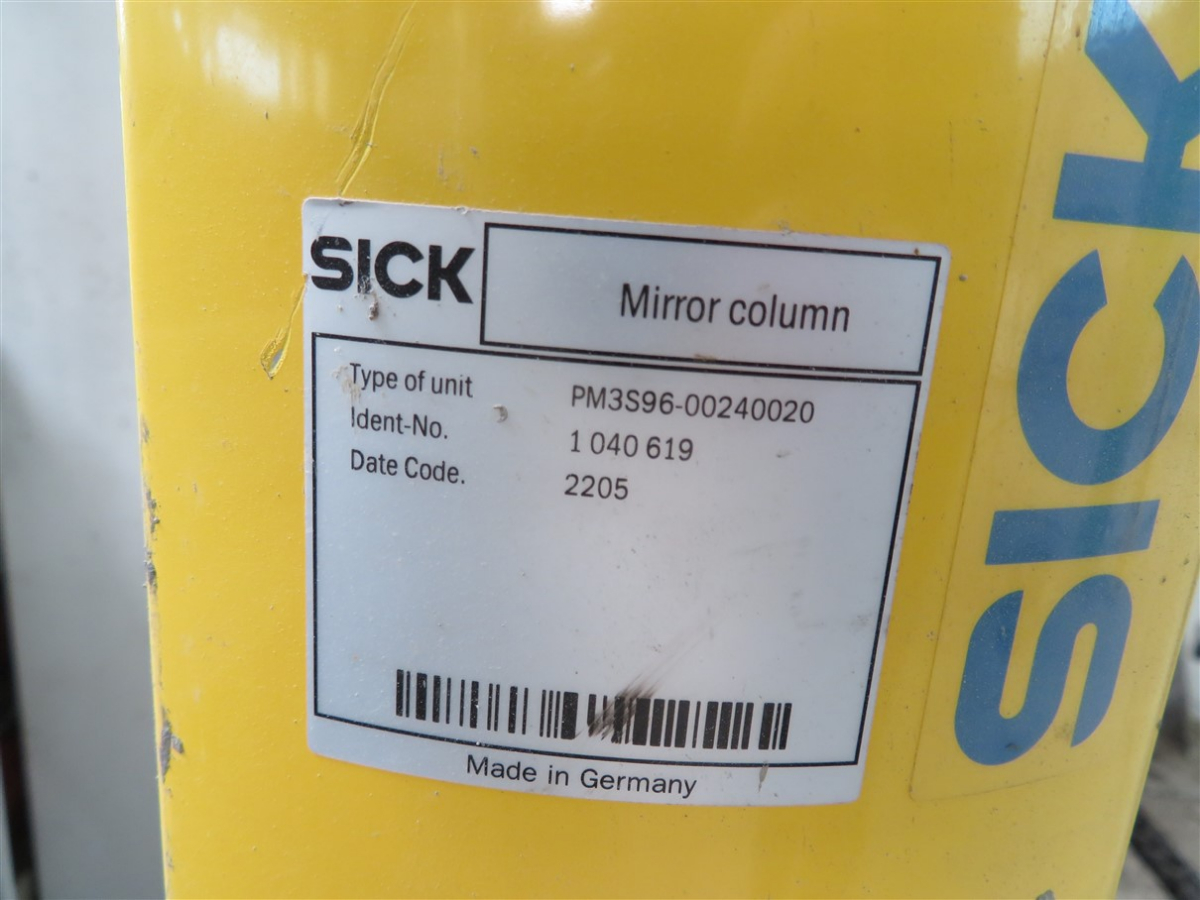 SICK
Mirror column
Type of unit PM3S96-00240020
Ident-No. 1 040 619
Date Code. 2205
Made in Germany
SICK